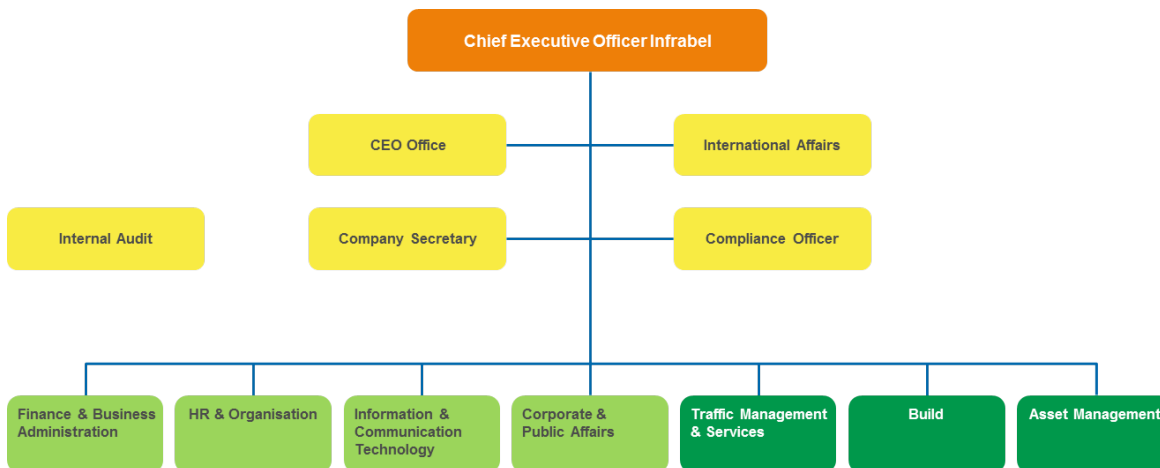 Chief Executive Officer Infrabel
CEO Office
International Affairs
Internal Audit
Company Secretary
Compliance Officer
Finance & Business
Administration
HR & Organisation
Information &
Communication
Technology
Corporate &
Public Affairs
Traffic Management
& Services
Build
Asset Management